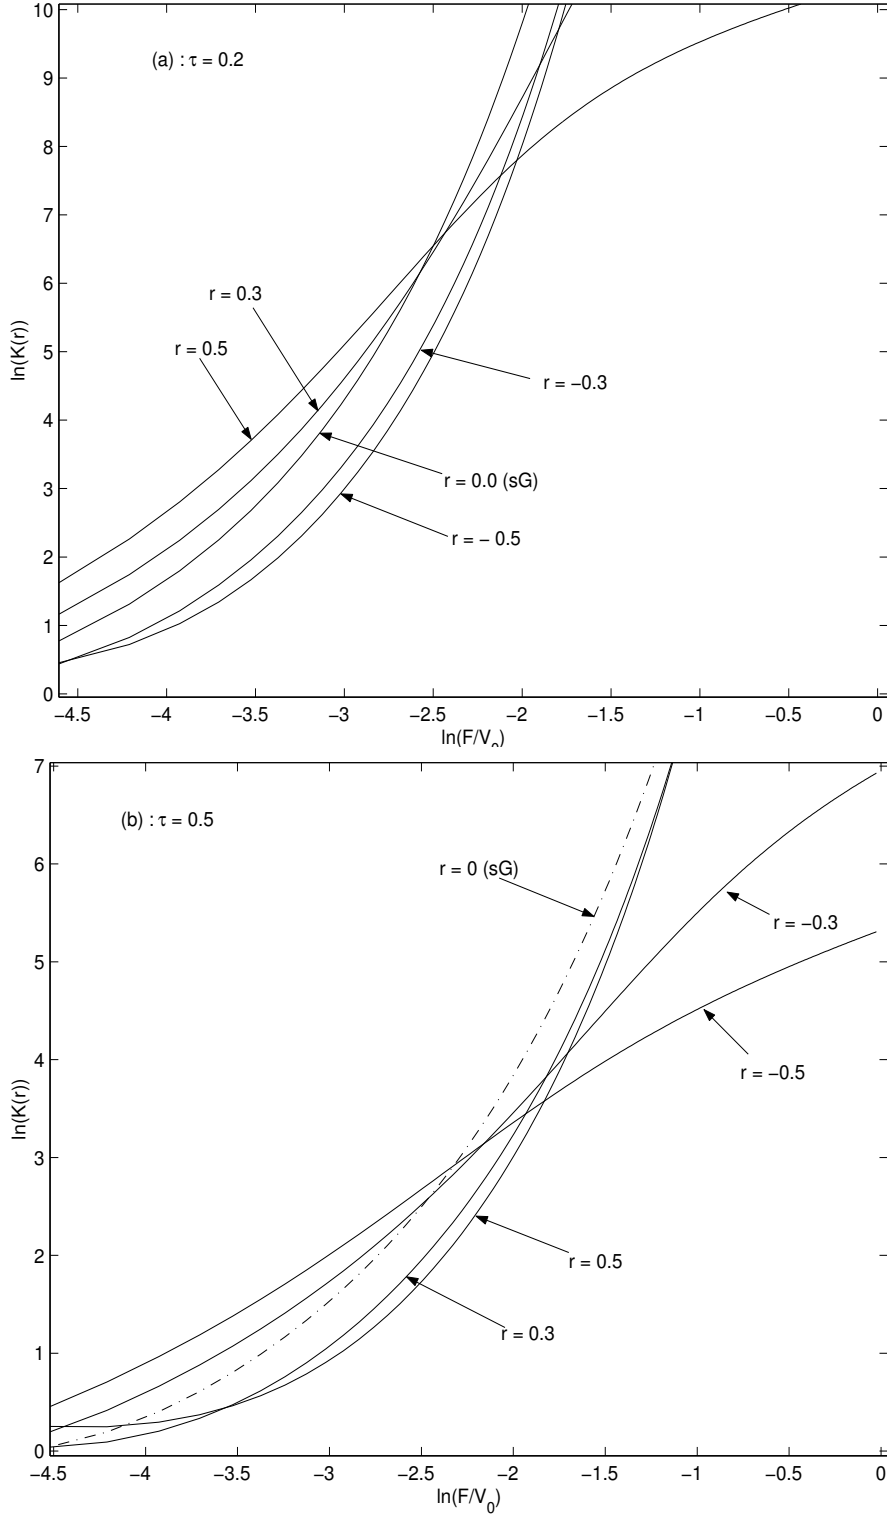 10
(a) : τ = 0.2
9
8
7
6
r = 0.3
ln(K(r))
5
r = 0.5
r = −0.3
4
r = 0.0 (sG)
3
r = − 0.5
2
1
0
−4.5 −4 −3.5 −3 −2.5 −2 −1.5 −1 −0.5 0
ln(F/V0)
7
(b) : τ = 0.5
r = 0 (sG)
6
r = −0.3
5
r = −0.5
4
ln(K(r))
3
2
r = 0.5
r = 0.3
1
0
−4.5 −4 −3.5 −3 −2.5 −2 −1.5 −1 −0.5 0
ln(F/V0)